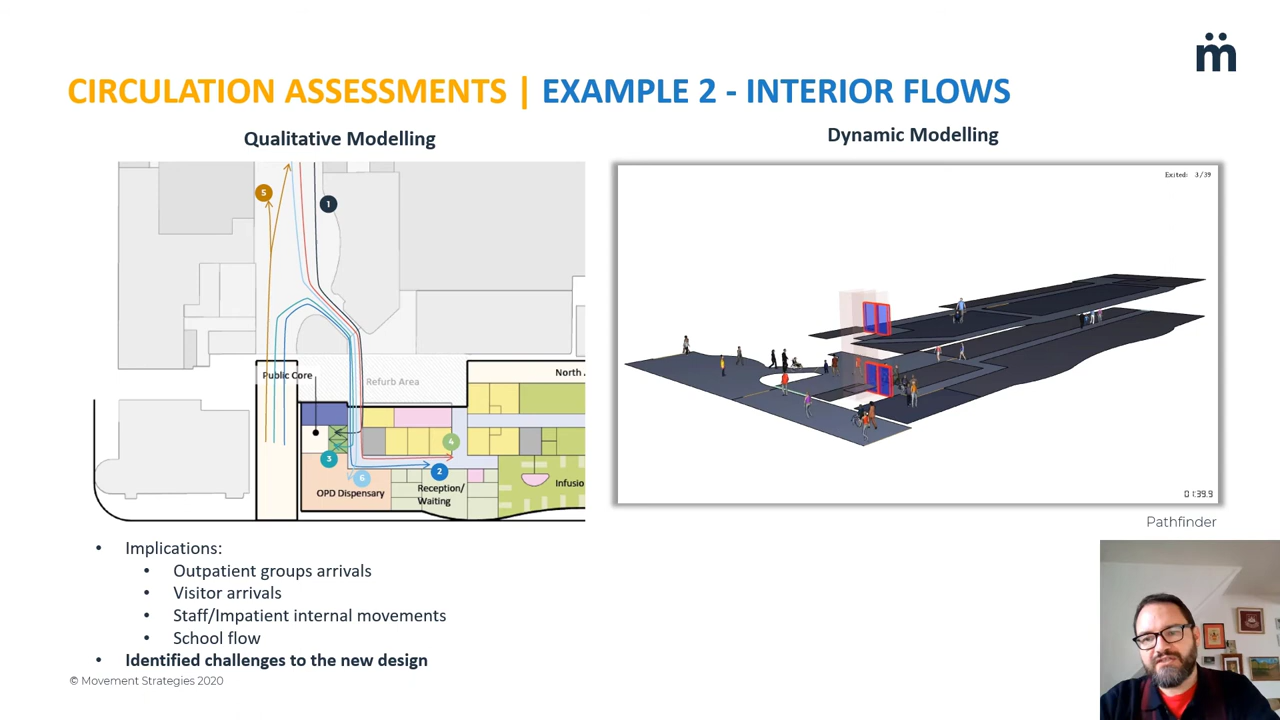 m
CIRCULATION ASSESSMENTS | EXAMPLE 2 - INTERIOR FLOWS
Qualitative Modelling
5
1
Public Core
Refurb Area
North
4
3
6
2
OPD Dispensary
Reception/
Waiting
Infusio
Dynamic Modelling
Exited: 3/39
01:39.9
Pathfinder
• Implications:
• Outpatient groups arrivals
• Visitor arrivals
• Staff/Impatient internal movements
• School flow
• Identified challenges to the new design
© Movement Strategies 2020